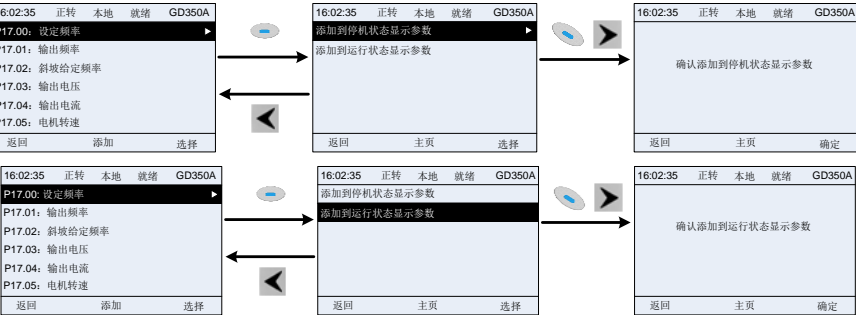 16:02:35 正转 本地 就绪 GD350A
P17.00：设定频率
P17.01：输出频率
P17.02：斜坡给定频率
P17.03：输出电压
P17.04：输出电流
P17.05：电机转速
返回 添加 选择
16:02:35 正转 本地 就绪 GD350A
添加到停机状态显示参数
添加到运行状态显示参数
返回 主页 选择
16:02:35 正转 本地 就绪 GD350A
确认添加到停机状态显示参数
返回 主页 确定
16:02:35 正转 本地 就绪 GD350A
P17.00: 设定频率
P17.01：输出频率
P17.02：斜坡给定频率
P17.03：输出电压
P17.04：输出电流
P17.05：电机转速
返回 添加 选择
16:02:35 正转 本地 就绪 GD350A
添加到停机状态显示参数
添加到运行状态显示参数
返回 主页 选择
16:02:35 正转 本地 就绪 GD350A
确认添加到运行状态显示参数
返回 主页 确定